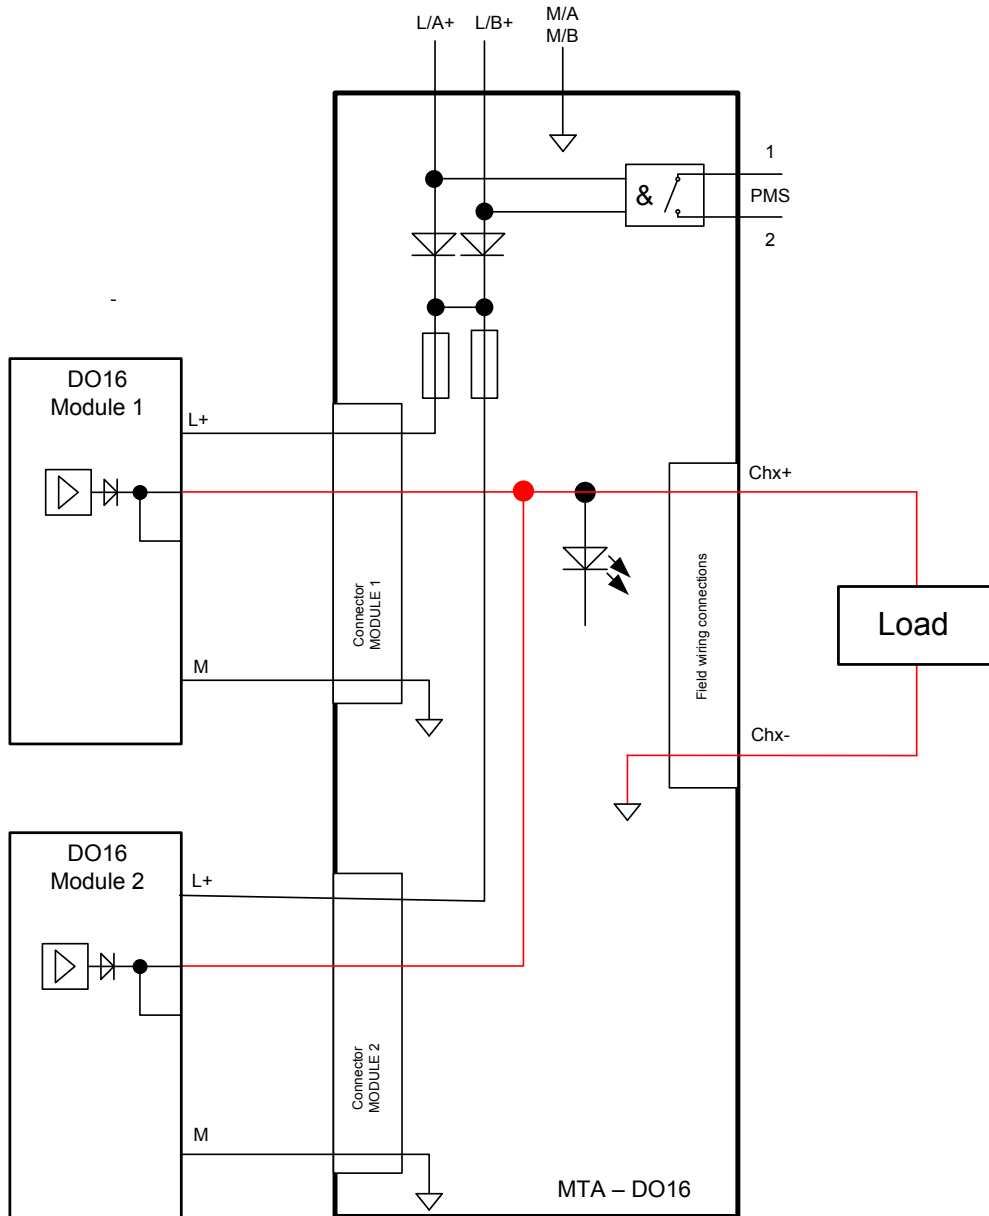 L/A+
L/B+
M/A
M/B
1
&
PMS
2
-
DO16
Module 1
L+
Chx+
Connector
MODULE 1
Field wiring connections
Load
M
Chx-
DO16
Module 2
L+
Connector
MODULE 2
M
MTA – DO16